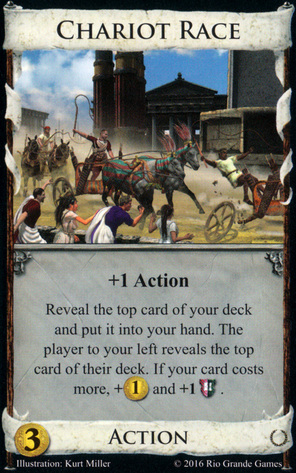 CHARIOT RACE
+1 Action
Reveal the top card of your deck
and put it into your hand. The
player to your left reveals the top
card of their deck. If your card costs
more, +1 and +1 .
3 ACTION
Illustration: Kurt Miller © 2016 Rio Grande Games